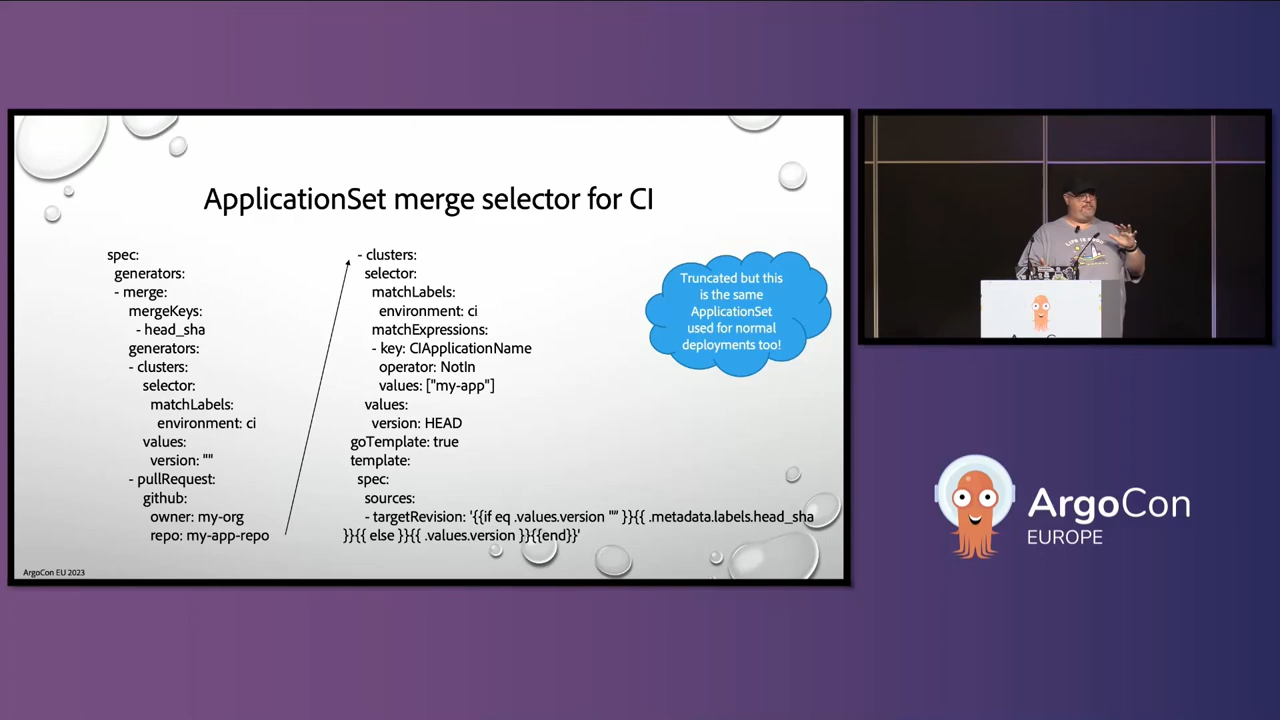 ApplicationSet merge selector for CI
spec:
generators:
- merge:
mergeKeys:
- head_sha
generators:
- clusters:
selector:
matchLabels:
environment: ci
values:
version: ""
- pullRequest:
github:
owner: my-org
repo: my-app-repo
- clusters:
selector:
matchLabels:
environment: ci
matchExpressions:
- key: CIApplicationName
operator: NotIn
values: ["my-app"]
values:
version: HEAD
goTemplate: true
template:
spec:
sources:
- targetRevision: '{{if eq .values.version "" }}{{ .metadata.labels.head_sha
}}{{ else }}{{ .values.version }}{{end}}'
Truncated but this
is the same
ApplicationSet
used for normal
deployments too!
ArgoCon EU 2023
ArgoCon
EUROPE